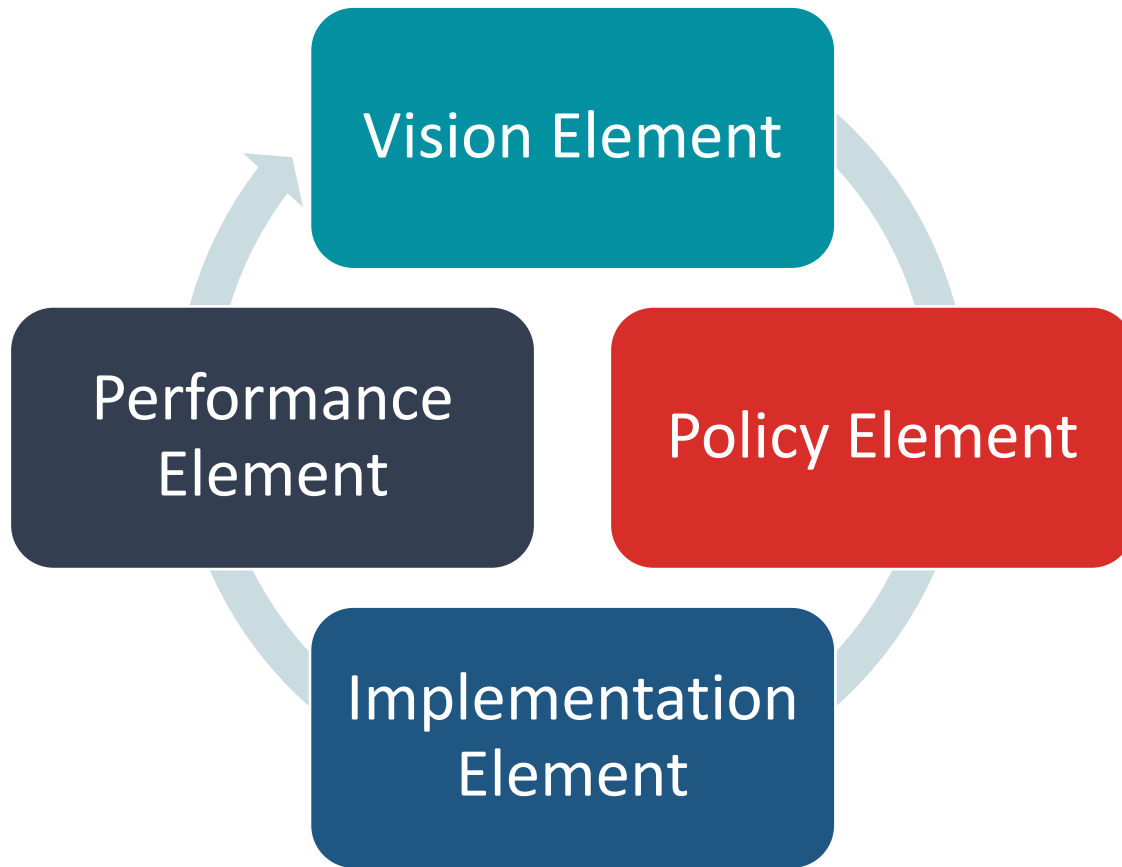 Vision Element
Policy Element
Implementation
Element
Performance
Element